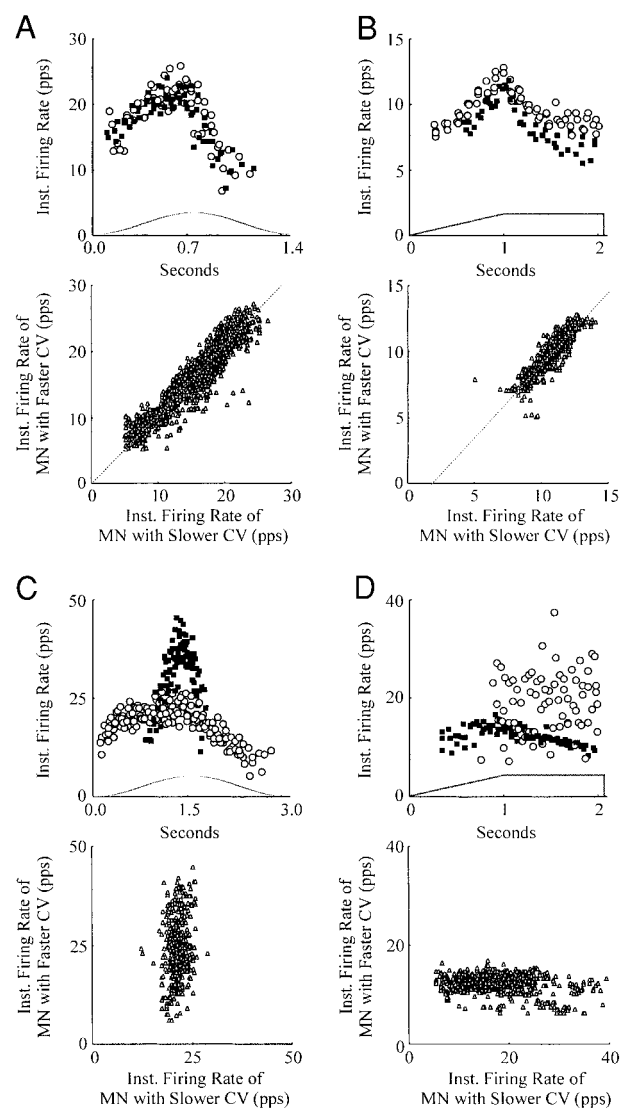 A
Inst. Firing Rate (pps)
30
20
10
0
0.0
0.7
1.4
Seconds
Inst. Firing Rate of
MN with Faster CV (pps)
30
20
10
0
0
10
20
30
Inst. Firing Rate of
MN with Slower CV (pps)
B
Inst. Firing Rate (pps)
15
10
5
0
0
1
2
Seconds
Inst. Firing Rate of
MN with Faster CV (pps)
15
10
5
0
0
5
10
15
Inst. Firing Rate of
MN with Slower CV (pps)
C
Inst. Firing Rate (pps)
50
25
0
0.0
1.5
3.0
Seconds
Inst. Firing Rate of
MN with Faster CV (pps)
50
25
0
0
25
50
Inst. Firing Rate of
MN with Slower CV (pps)
D
Inst. Firing Rate (pps)
40
20
0
0
1
2
Seconds
Inst. Firing Rate of
MN with Faster CV (pps)
40
20
0
0
20
40
Inst. Firing Rate of
MN with Slower CV (pps)